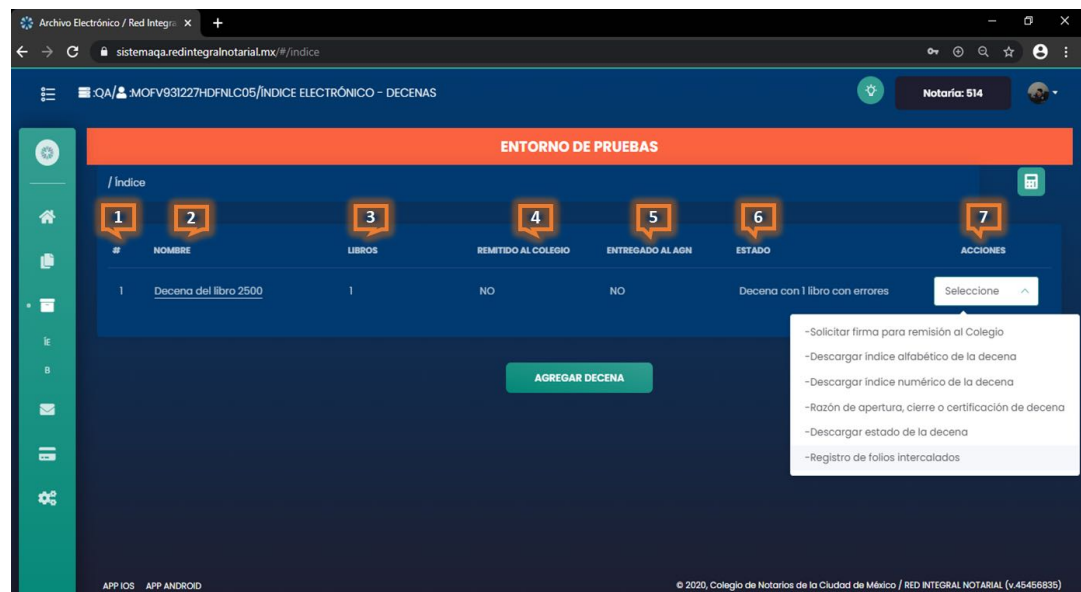 Archivo Electrónico / Red Integra
sistemaqa.redintegralnotarial.mx/#/indice
:QA/ :MOFV931227HDFNLC05/ÍNDICE ELECTRÓNICO - DECENAS
Notaría: 514
ENTORNO DE PRUEBAS
/ Índice
1 2 3 4 5 6 7
# NOMBRE LIBROS REMITIDO AL COLEGIO ENTREGADO AL AGN ESTADO ACCIONES
1 Decena del libro 2500 1 NO NO Decena con 1 libro con errores Seleccione
-Solicitar firma para remisión al Colegio
-Descargar índice alfabético de la decena
-Descargar índice numérico de la decena
-Razón de apertura, cierre o certificación de decena
-Descargar estado de la decena
-Registro de folios intercalados
ÍE
B
AGREGAR DECENA
APP IOS APP ANDROID
© 2020, Colegio de Notarios de la Ciudad de México / RED INTEGRAL NOTARIAL (v.45456835)